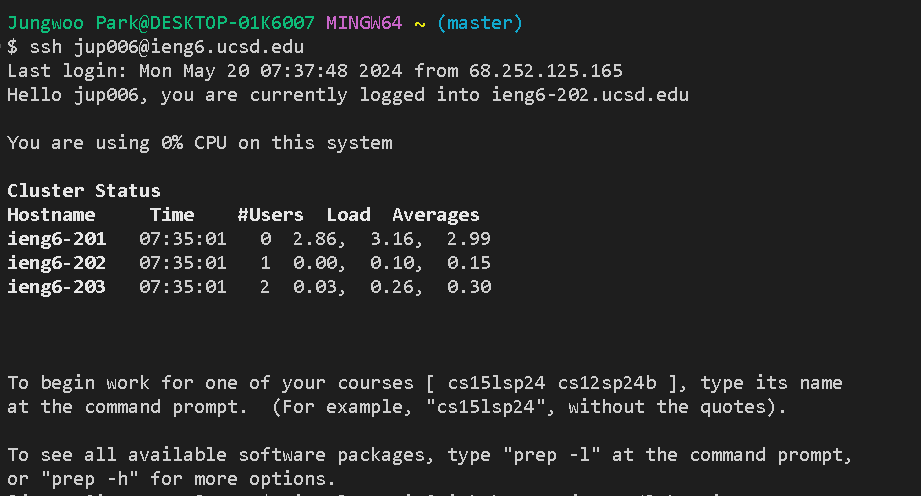 Jungwoo Park@DESKTOP-01K6007 MINGW64 ~ (master)
$ ssh jup006@ieng6.ucsd.edu
Last login: Mon May 20 07:37:48 2024 from 68.252.125.165
Hello jup006, you are currently logged into ieng6-202.ucsd.edu
You are using 0% CPU on this system
Cluster Status
Hostname     Time    #Users  Load  Averages
ieng6-201   07:35:01   0  2.86,  3.16,  2.99
ieng6-202   07:35:01   1  0.00,  0.10,  0.15
ieng6-203   07:35:01   2  0.03,  0.26,  0.30
To begin work for one of your courses [ cs15lsp24 cs12sp24b ], type its name
at the command prompt.  (For example, "cs15lsp24", without the quotes).
To see all available software packages, type "prep -l" at the command prompt,
or "prep -h" for more options.